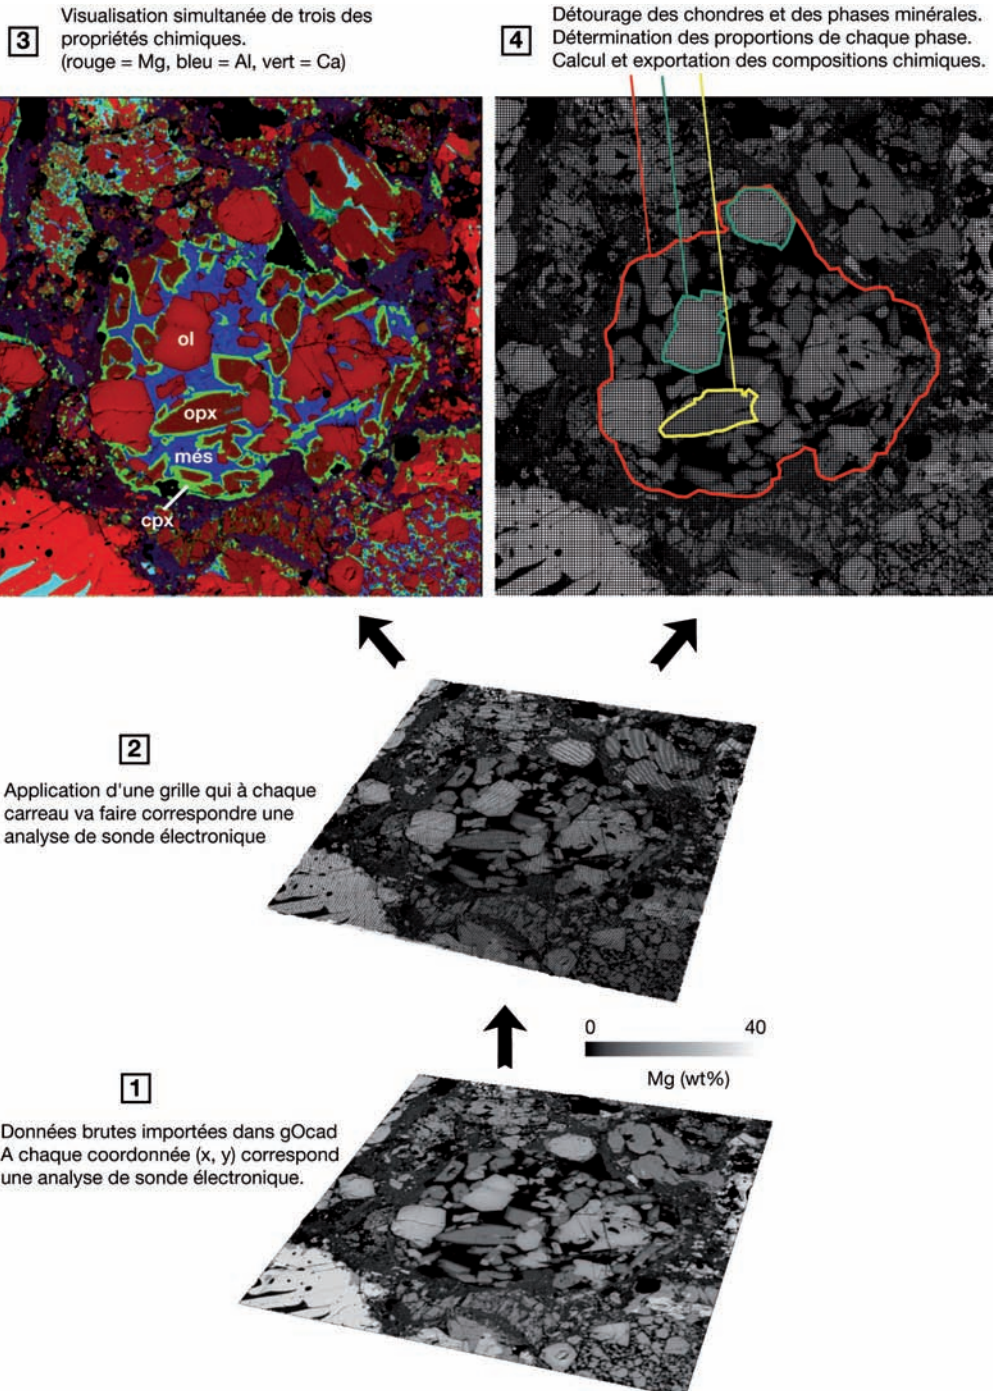 3
Visualisation simultanée de trois des
propriétés chimiques.
(rouge = Mg, bleu = Al, vert = Ca)
4
Détourage des chondres et des phases minérales.
Détermination des proportions de chaque phase.
Calcul et exportation des compositions chimiques.
ol
opx
més
cpx
2
Application d'une grille qui à chaque
carreau va faire correspondre une
analyse de sonde électronique
0 40
Mg (wt%)
1
Données brutes importées dans gOcad
A chaque coordonnée (x, y) correspond
une analyse de sonde électronique.